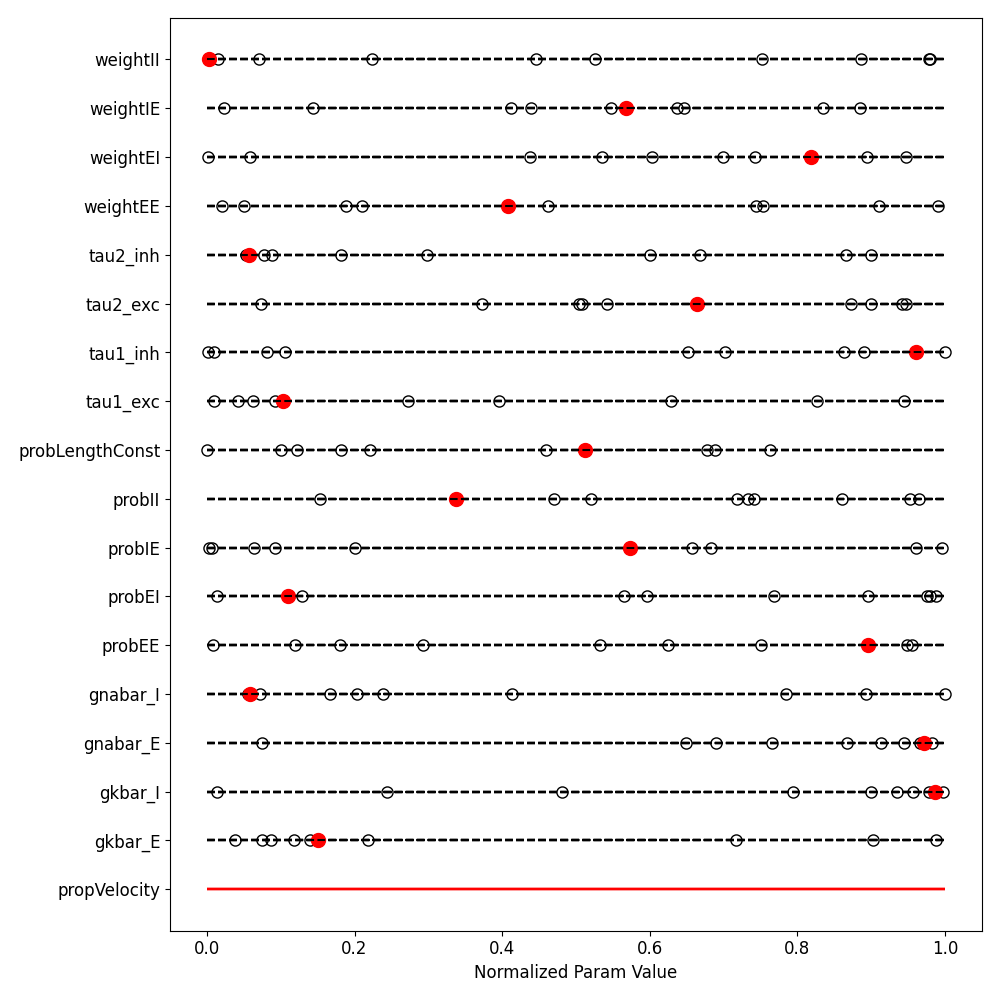 weightII
weightIE
weightEI
weightEE
tau2_inh
tau2_exc
tau1_inh
tau1_exc
probLengthConst
probII
probIE
probEI
probEE
gnabar_I
gnabar_E
gkbar_I
gkbar_E
propVelocity
0.0 0.2 0.4 0.6 0.8 1.0
Normalized Param Value